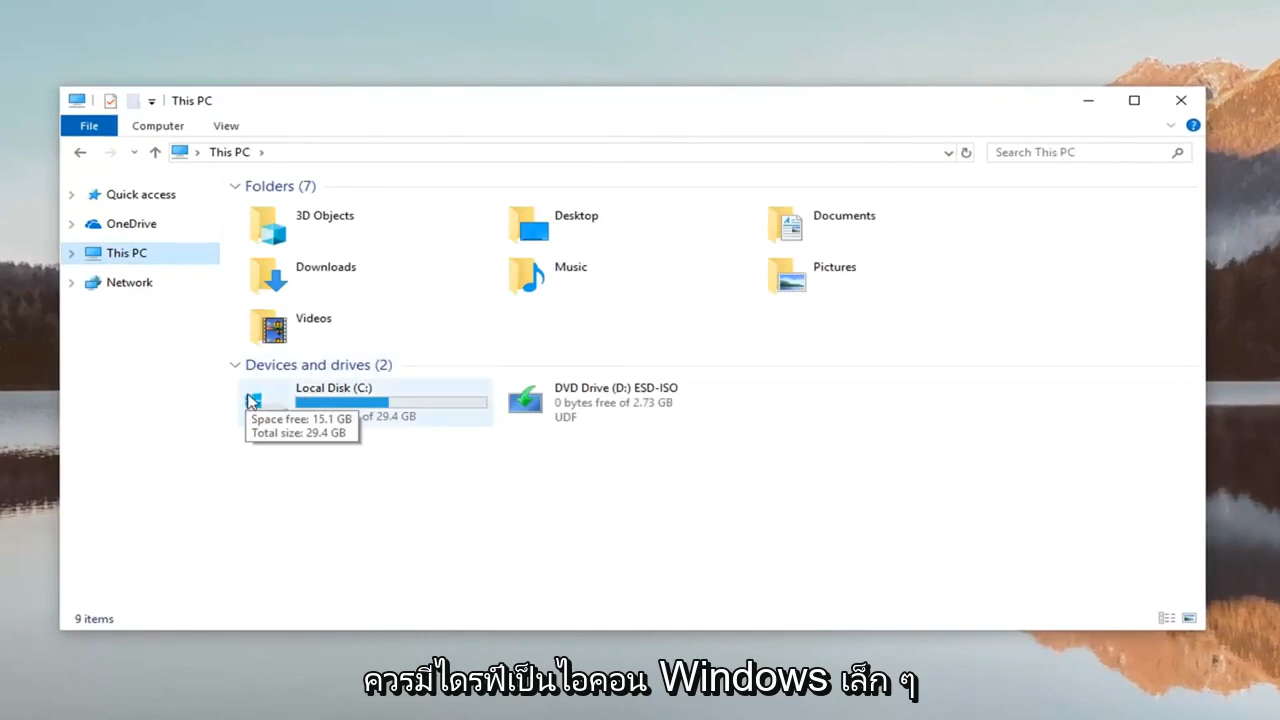 This PC
File Computer View
This PC
Search This PC
Quick access
OneDrive
This PC
Network
Folders (7)
3D Objects
Desktop
Documents
Downloads
Music
Pictures
Videos
Devices and drives (2)
Local Disk (C:)
of 29.4 GB
Space free: 15.1 GB
Total size: 29.4 GB
DVD Drive (D:) ESD-ISO
0 bytes free of 2.73 GB
UDF
9 items
ควรมีไดรฟ์เป็นไอคอน Windows เล็ก ๆ